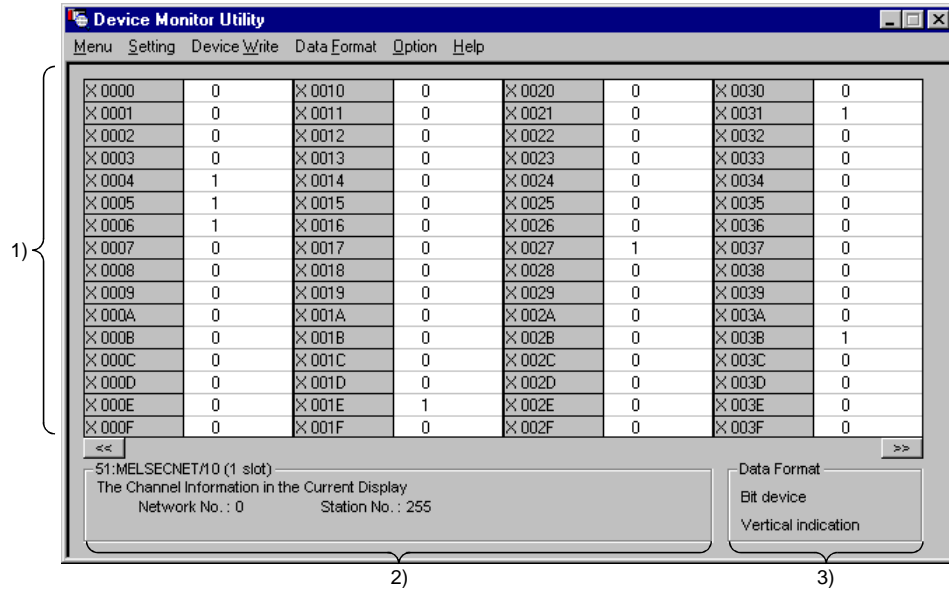 Device Monitor Utility
Menu Setting Device Write Data Format Option Help
X 0000 0 X 0010 0 X 0020 0 X 0030 0
X 0001 0 X 0011 0 X 0021 0 X 0031 1
X 0002 0 X 0012 0 X 0022 0 X 0032 0
X 0003 0 X 0013 0 X 0023 0 X 0033 0
X 0004 1 X 0014 0 X 0024 0 X 0034 0
X 0005 1 X 0015 0 X 0025 0 X 0035 0
X 0006 1 X 0016 0 X 0026 0 X 0036 0
1) X 0007 0 X 0017 0 X 0027 1 X 0037 0
X 0008 0 X 0018 0 X 0028 0 X 0038 0
X 0009 0 X 0019 0 X 0029 0 X 0039 0
X 000A 0 X 001A 0 X 002A 0 X 003A 0
X 000B 0 X 001B 0 X 002B 0 X 003B 1
X 000C 0 X 001C 0 X 002C 0 X 003C 0
X 000D 0 X 001D 0 X 002D 0 X 003D 0
X 000E 0 X 001E 1 X 002E 0 X 003E 0
X 000F 0 X 001F 0 X 002F 0 X 003F 0
<< >>
51:MELSECNET/10 (1 slot)
The Channel Information in the Current Display
Network No. : 0 Station No. : 255
Data Format
Bit device
Vertical indication
2) 3)